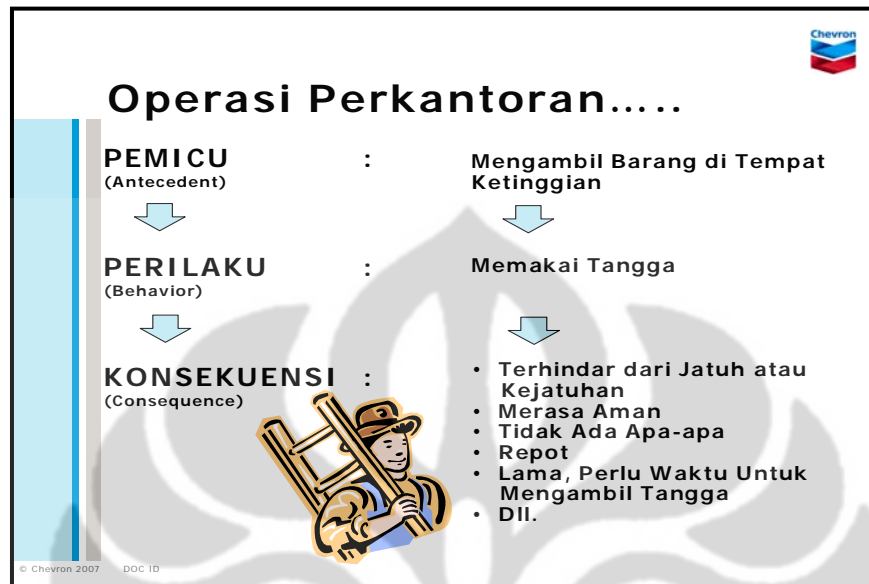 Chevron
Operasi Perkantoran.....
PEMICU : Mengambil Barang di Tempat
(Antecedent) Ketinggian
PERILAKU : Memakai Tangga
(Behavior)
KONSEKUENSI : • Terhindar dari Jatuh atau
(Consequence) Kejatuhan
• Merasa Aman
• Tidak Ada Apa-apa
• Repot
• Lama, Perlu Waktu Untuk
Mengambil Tangga
• Dll.
© Chevron 2007 DOC ID